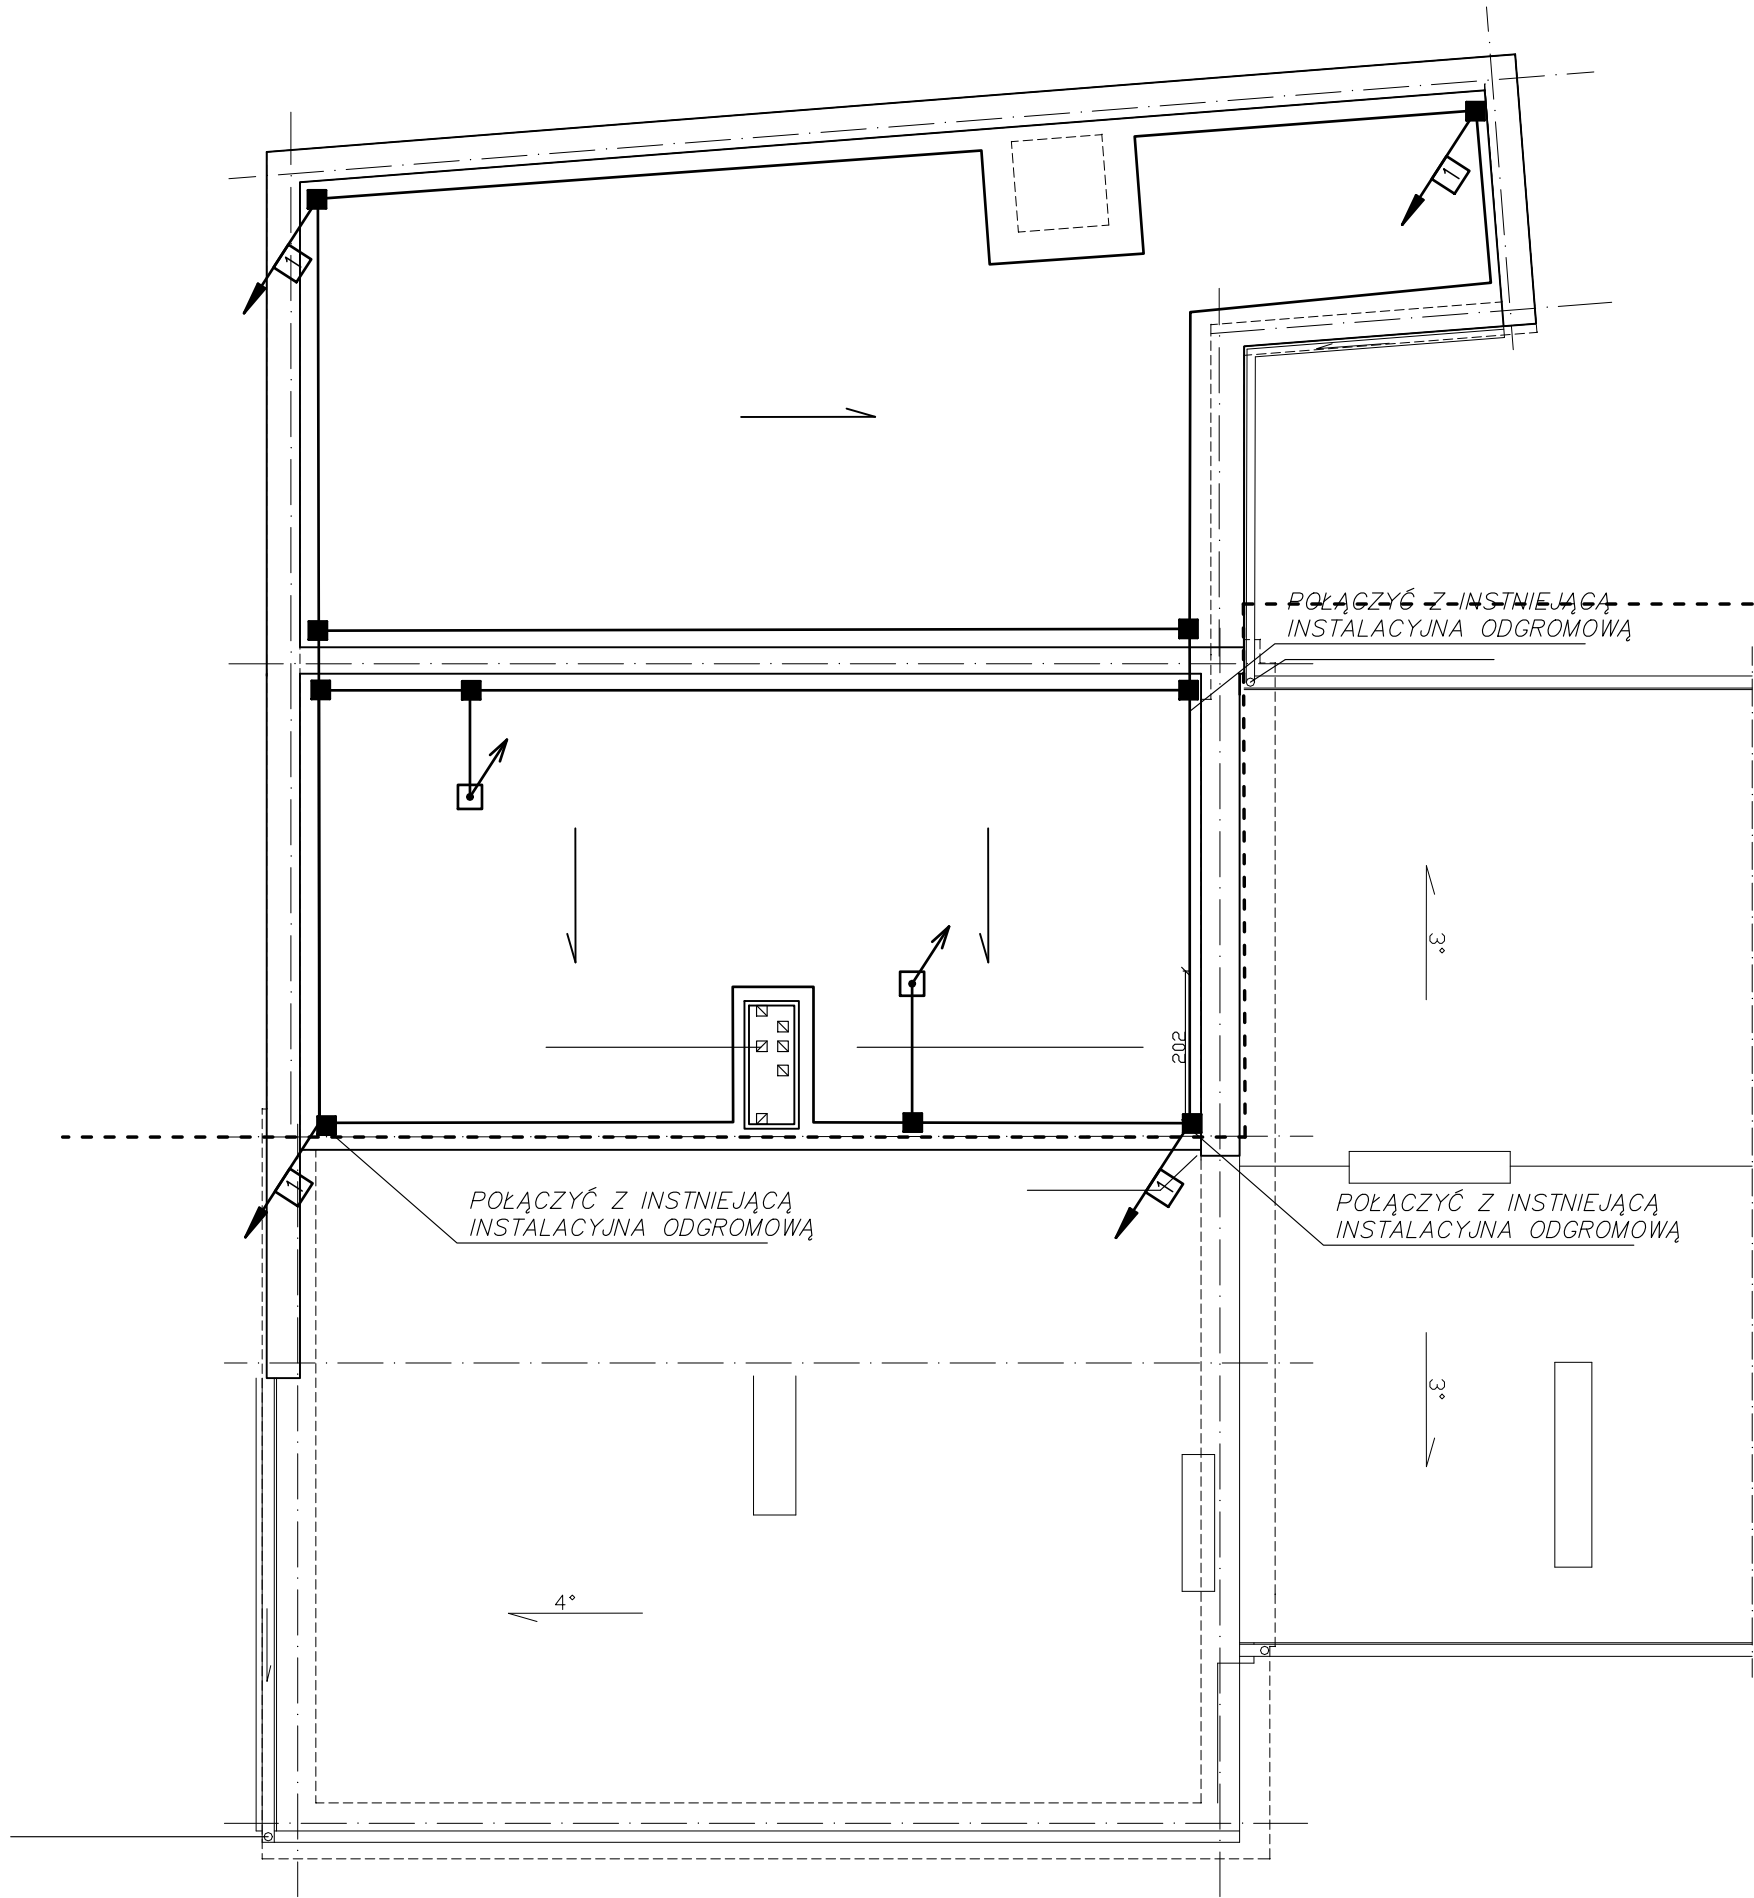 1
1
POŁĄCZYĆ Z INSTNIEJĄCĄ
INSTALACYJNA ODGROMOWĄ
3°
202
1
1
POŁĄCZYĆ Z INSTNIEJĄCĄ
INSTALACYJNA ODGROMOWĄ
POŁĄCZYĆ Z INSTNIEJĄCĄ
INSTALACYJNA ODGROMOWĄ
3°
4°